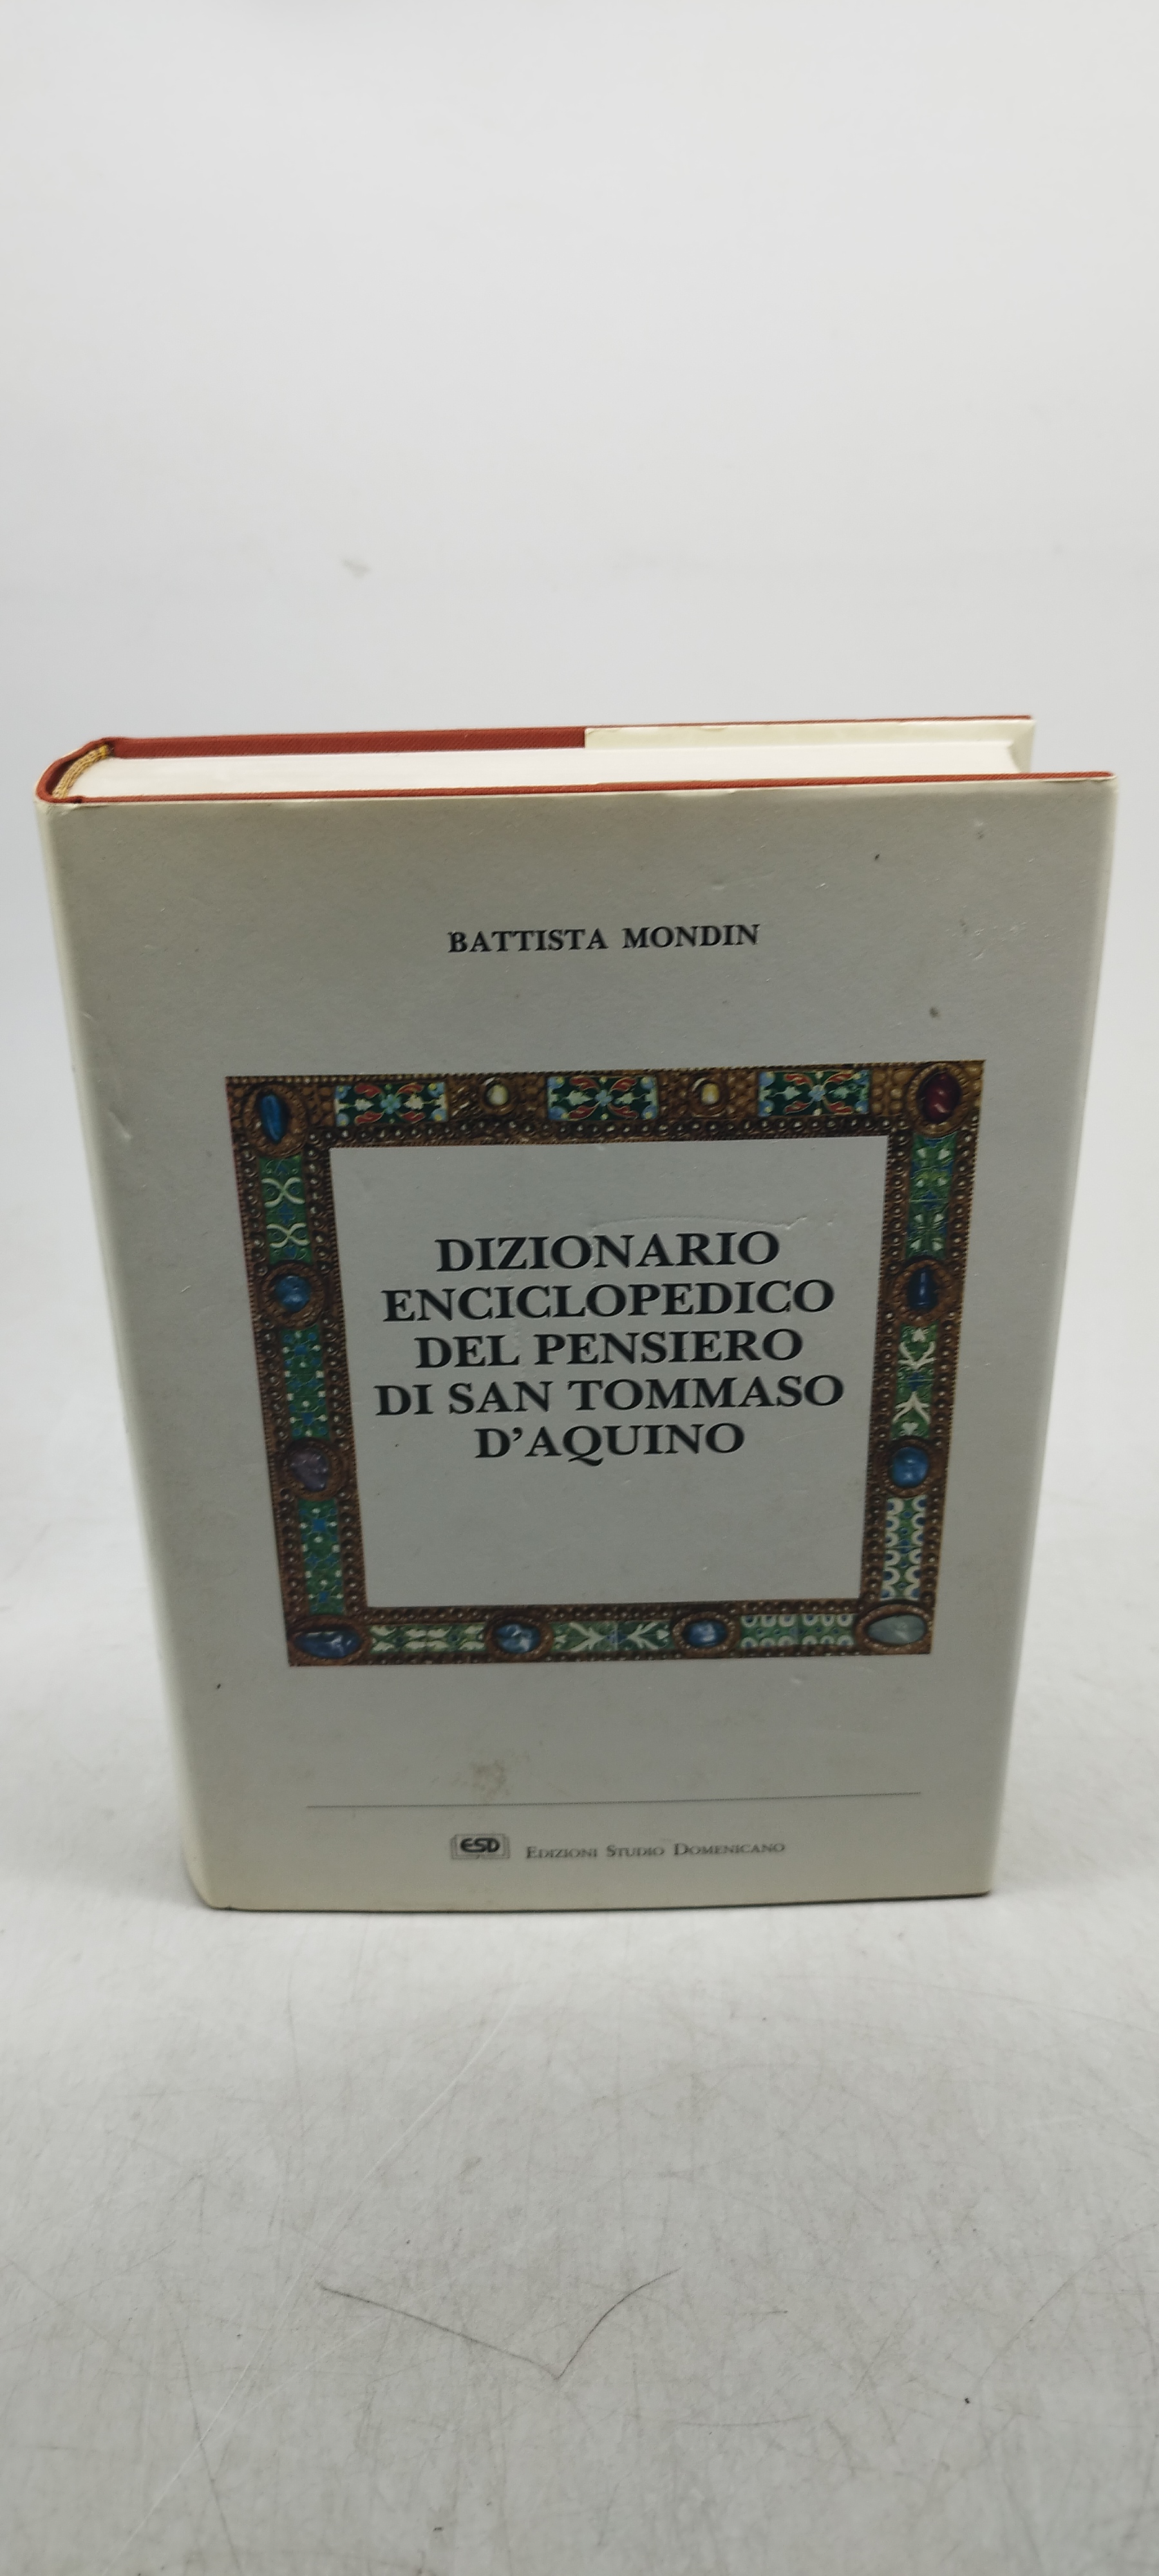 BATTISTA MONDIN
DIZIONARIO
ENCICLOPEDICO
DEL PENSIERO
DI SAN TOMMASO
D'AQUINO
ESD EDIZIONI STUDIO DOMENICANO